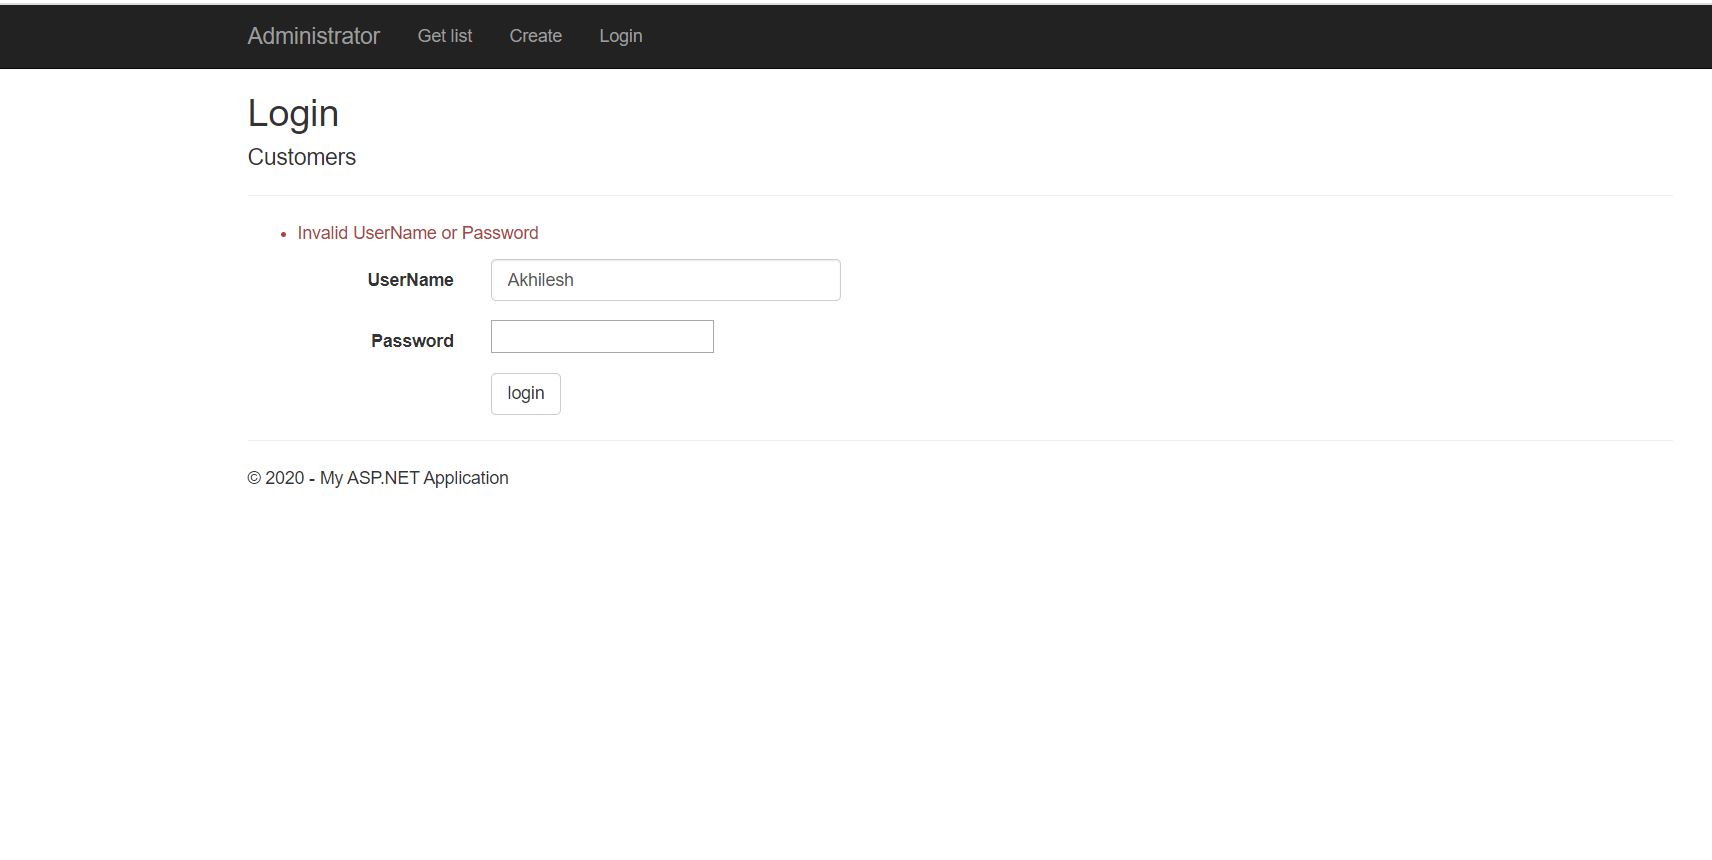 Administrator Get list Create Login
Login
Customers
Invalid UserName or Password
UserName Akhilesh
Password
login
© 2020 - My ASP.NET Application